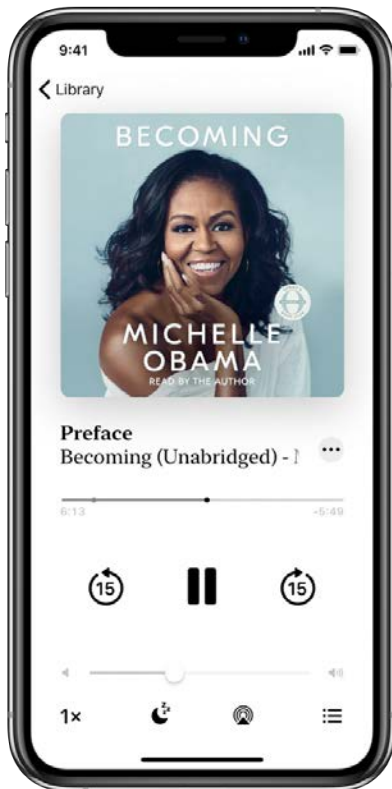 9:41
Library
BECOMING
MICHELLE
OBAMA
READ BY THE AUTHOR
Preface
Becoming (Unabridged) -
6:13
-5:49
15
15
1×